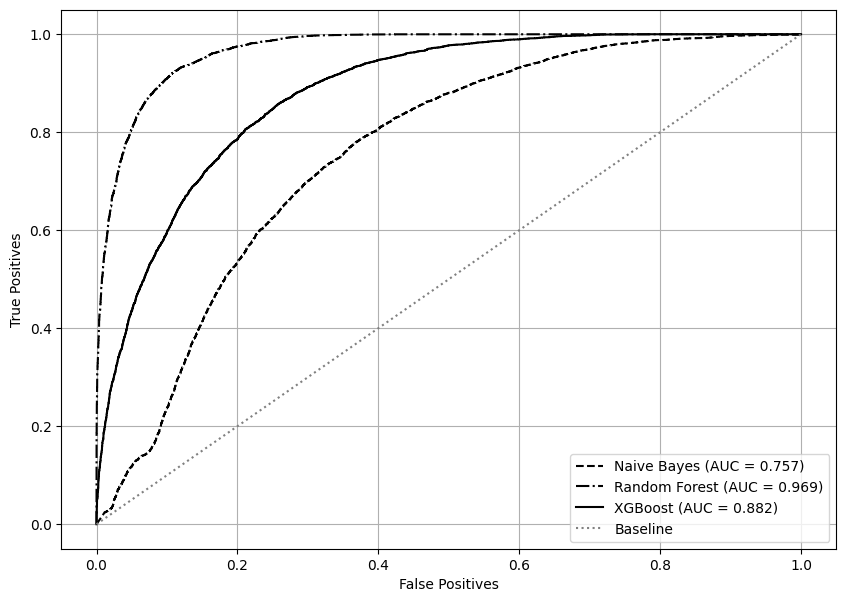 1.0
0.8
0.6
0.4
0.2
0.0
True Positives
Naive Bayes (AUC = 0.757)
Random Forest (AUC = 0.969)
XGBoost (AUC = 0.882)
Baseline
0.0 0.2 0.4 0.6 0.8 1.0
False Positives